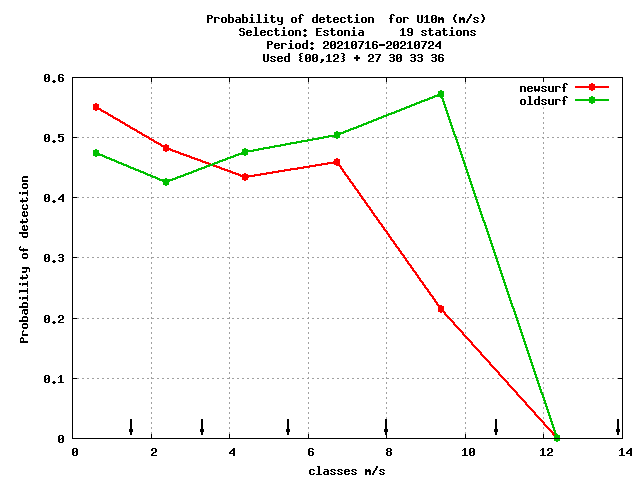 Probability of detection  for U10m (m/s)
Selection: Estonia     19 stations
Period: 20210716-20210724
Used {00,12} + 27 30 33 36
0.6
0.5
0.4
0.3
0.2
0.1
0
Probability of detection
newsurf
oldsurf
0 2 4 6 8 10 12 14
classes m/s